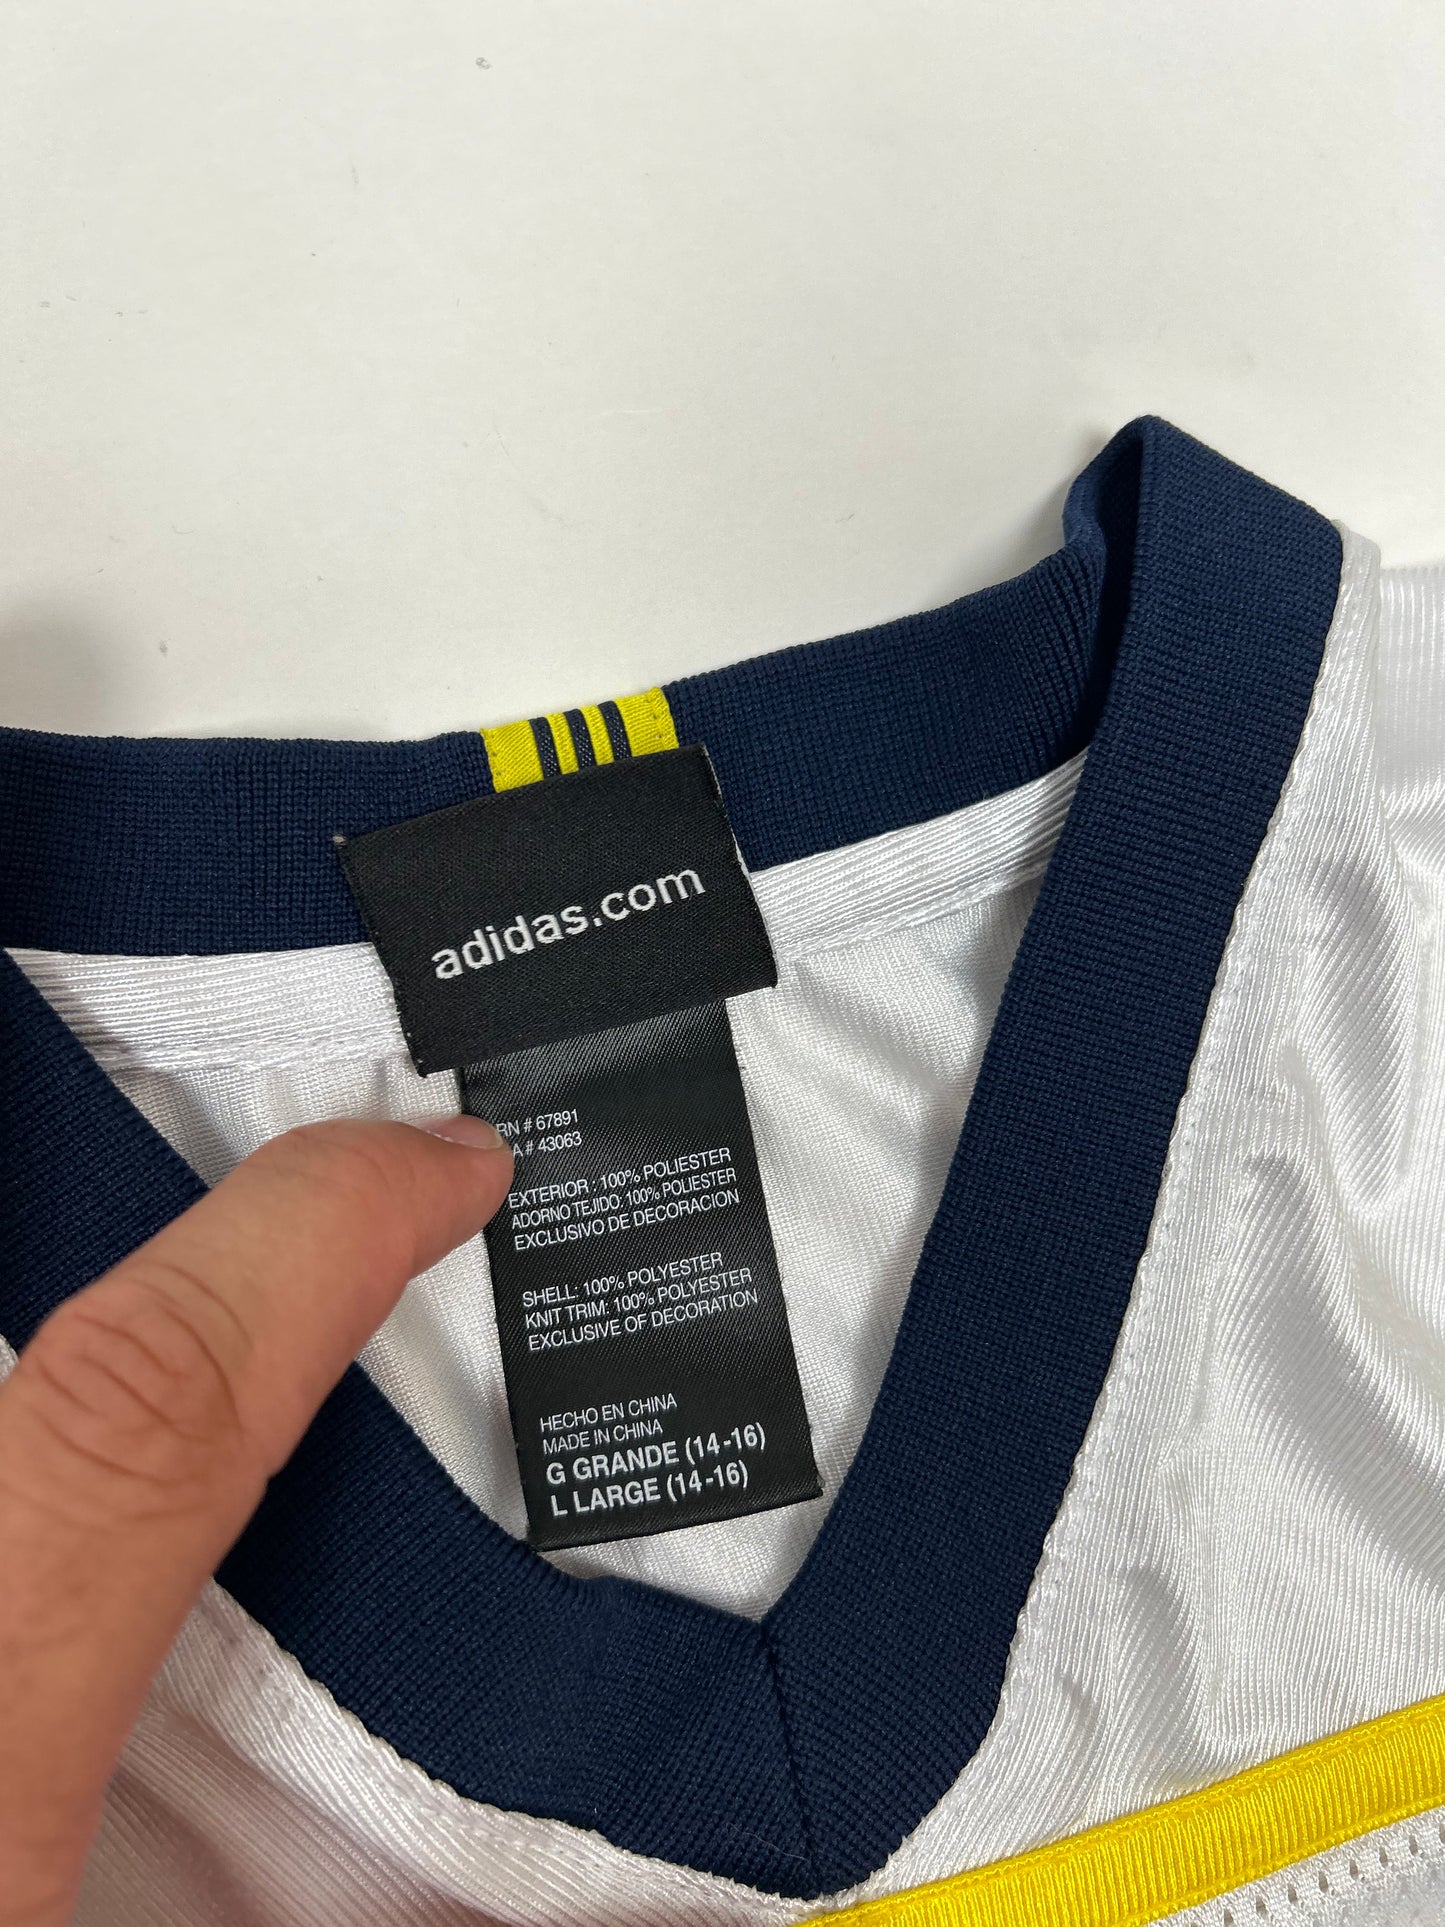 adidas.com
RN # 67891
A # 43063
EXTERIOR : 100% POLIESTER
ADORNO TEJIDO: 100% POLIESTER
EXCLUSIVO DE DECORACION
SHELL: 100% POLYESTER
KNIT TRIM: 100% POLYESTER
EXCLUSIVE OF DECORATION
HECHO EN CHINA
MADE IN CHINA
G GRANDE (14-16)
L LARGE (14-16)